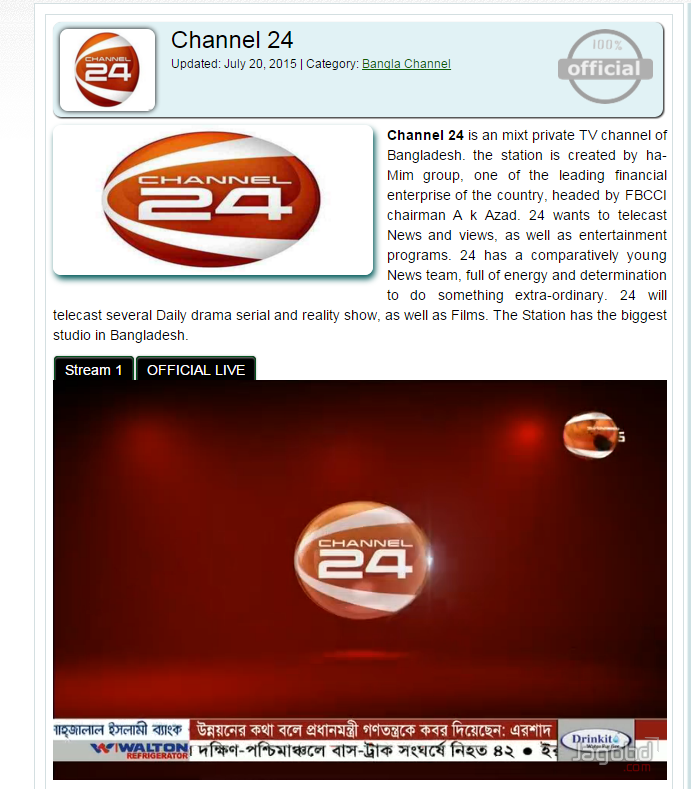 CHANNEL
24
Channel 24
Updated: July 20, 2015 | Category: Bangla Channel
100%
official
CHANNEL
24
Channel 24 is an mixt private TV channel of
Bangladesh. the station is created by ha-
Mim group, one of the leading financial
enterprise of the country, headed by FBCCI
chairman A k Azad. 24 wants to telecast
News and views, as well as entertainment
programs. 24 has a comparatively young
News team, full of energy and determination
to do something extra-ordinary. 24 will
telecast several Daily drama serial and reality show, as well as Films. The Station has the biggest
studio in Bangladesh.
Stream 1
OFFICIAL LIVE
CHANNEL
24
াহ্‌জালাল ইসলামী ব্যাংক
উন্নয়নের কথা বলে প্রধানমন্ত্রী গণতন্ত্রকে কবর দিয়েছেন: এরশাদ
WALTON
REFRIGERATOR
দক্ষিণ-পশ্চিমাঞ্চলে বাস-ট্রাক সংঘর্ষে নিহত ৪২ ●
Drinkit
Jagobd
.com